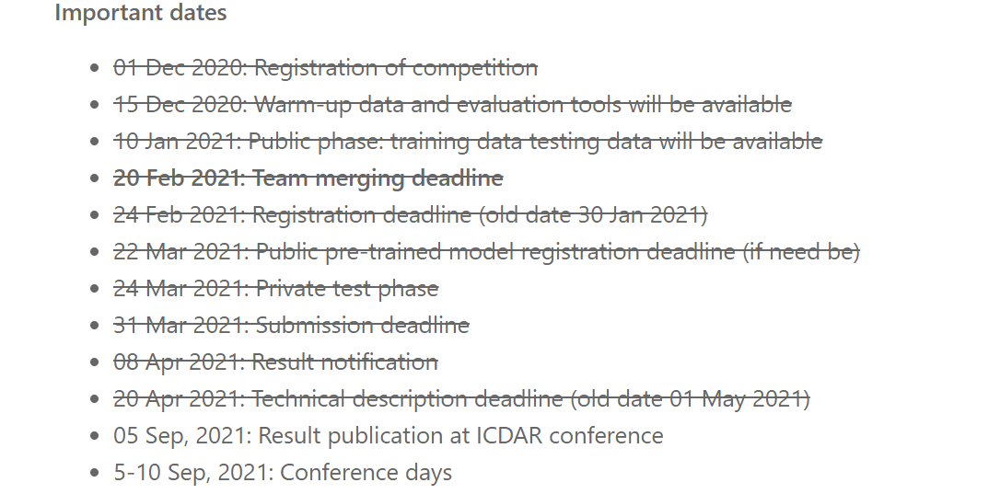 Important dates
01 Dec 2020: Registration of competition
15 Dec 2020: Warm-up data and evaluation tools will be available
10 Jan 2021: Public phase: training data testing data will be available
20 Feb 2021: Team merging deadline
24 Feb 2021: Registration deadline (old date 30 Jan 2021)
22 Mar 2021: Public pre-trained model registration deadline (if need be)
24 Mar 2021: Private test phase
31 Mar 2021: Submission deadline
08 Apr 2021: Result notification
20 Apr 2021: Technical description deadline (old date 01 May 2021)
05 Sep, 2021: Result publication at ICDAR conference
5-10 Sep, 2021: Conference days